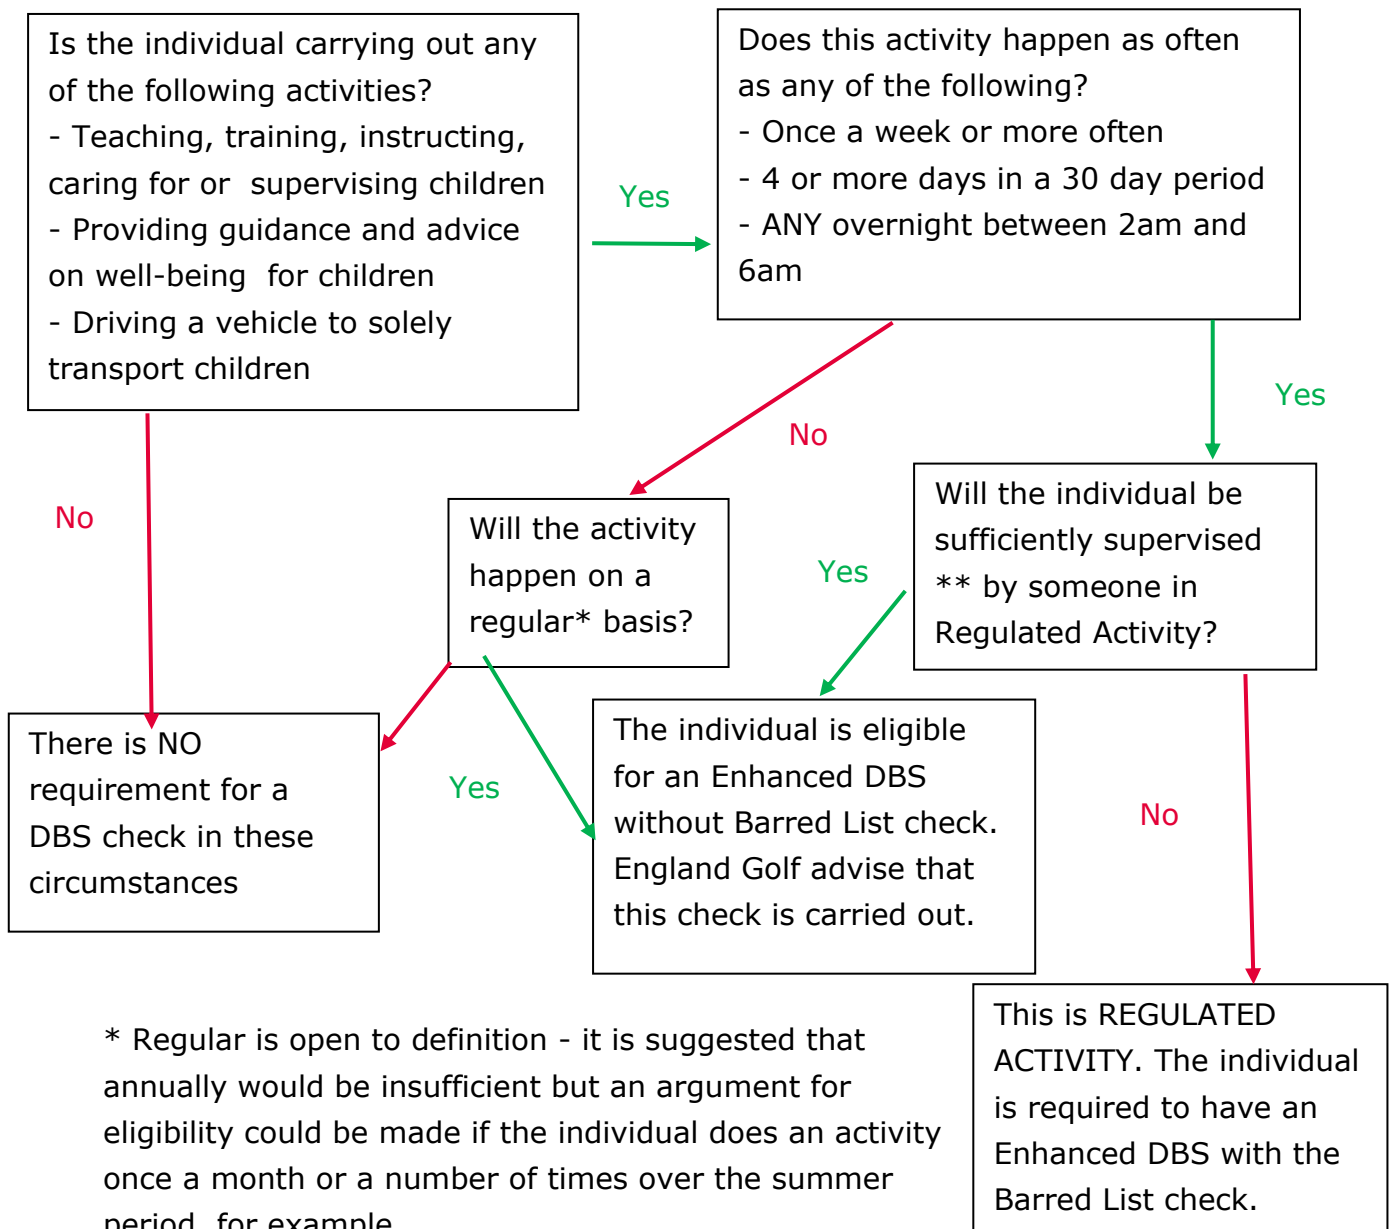 Is the individual carrying out any
of the following activities?
- Teaching, training, instructing,
caring for or  supervising children
- Providing guidance and advice
on well-being  for children
- Driving a vehicle to solely
transport children
Yes
Does this activity happen as often
as any of the following?
- Once a week or more often
- 4 or more days in a 30 day period
- ANY overnight between 2am and
6am
No
Yes
No
Will the activity
happen on a
regular* basis?
Yes
Will the individual be
sufficiently supervised
** by someone in
Regulated Activity?
There is NO
requirement for a
DBS check in these
circumstances
Yes
The individual is eligible
for an Enhanced DBS
without Barred List check.
England Golf advise that
this check is carried out.
No
* Regular is open to definition - it is suggested that
annually would be insufficient but an argument for
eligibility could be made if the individual does an activity
once a month or a number of times over the summer
period, for example
This is REGULATED
ACTIVITY. The individual
is required to have an
Enhanced DBS with the
Barred List check.